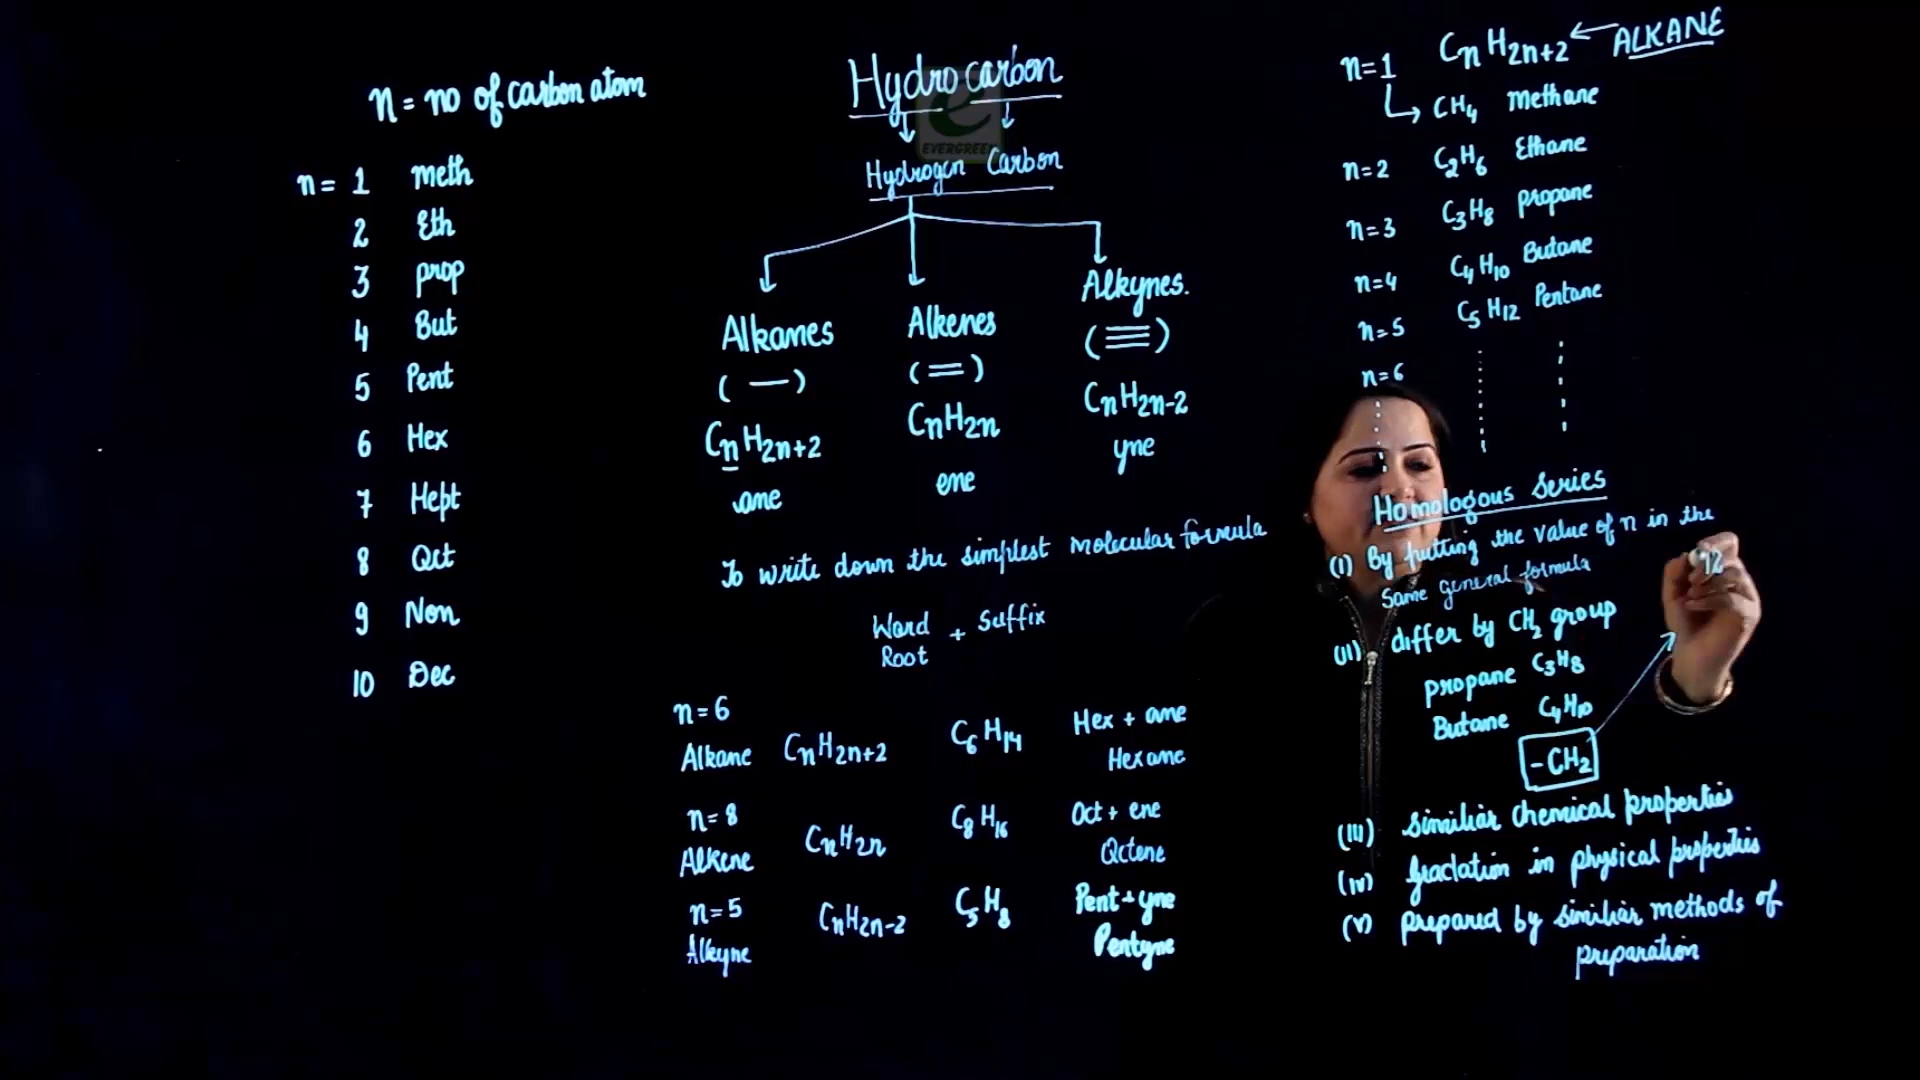 n = no of carbon atom
n = 1 Meth
2 Eth
3 prop
4 But
5 Pent
6 Hex
7 Hept
8 Oct
9 Non
10 Dec
Hydrocarbon
EVERGREEN
Hydrogen Carbon
Alkanes Alkenes Alkynes.
( — ) ( = ) ( ≡ )
CnH2n+2 CnH2n CnH2n-2
ane ene yne
To write down the simplest Molecular formula
Word Root + Suffix
n = 6
Alkane CnH2n+2 C6H14 Hex + ane
Hexane
n = 8
Alkene CnH2n C8H16 Oct + ene
Octene
n = 5
Alkyne CnH2n-2 C5H8 Pent + yne
Pentyne
n=1 CnH2n+2 ← ALKANE
CH4 Methane
n=2 C2H6 Ethane
n=3 C3H8 Propane
n=4 C4H10 Butane
n=5 C5H12 Pentane
n=6
Homologous Series
(I) By putting the value of n in the
Same general formula
(II) differ by CH2 group
propane C3H8
Butane C4H10
-CH2
12
(III) similiar chemical properties
(IV) gradation in physical properties
(V) prepared by similiar methods of
preparation